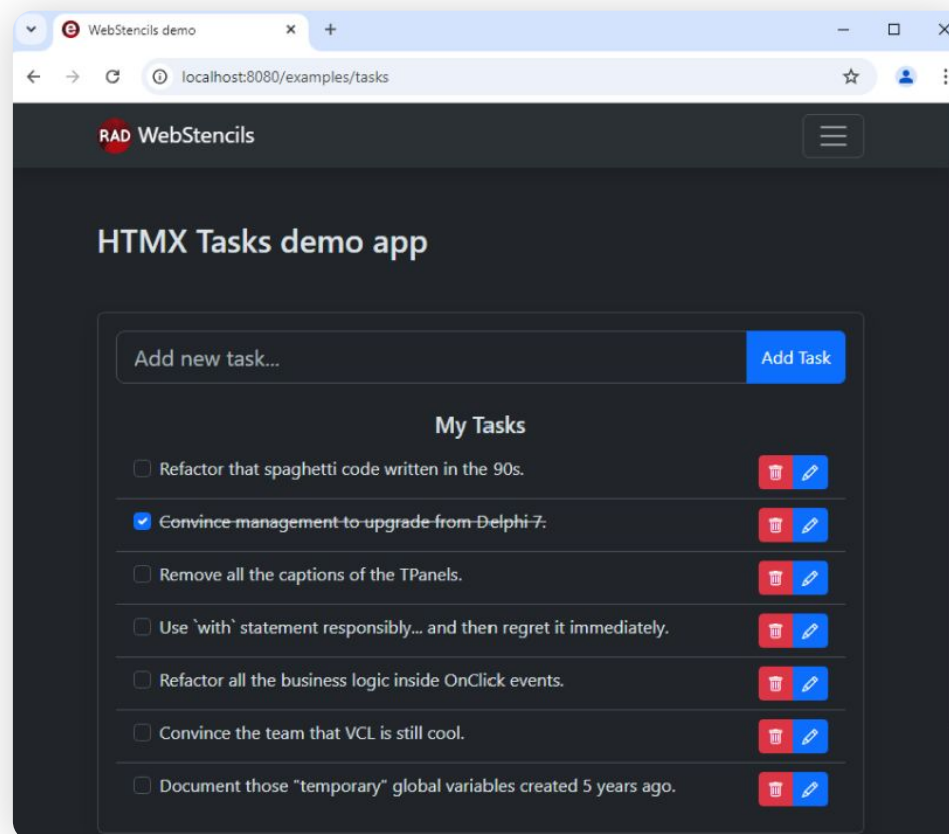 WebStencils demo
localhost:8080/examples/tasks
RAD WebStencils
HTMX Tasks demo app
Add new task...
Add Task
My Tasks
Refactor that spaghetti code written in the 90s.
Convince management to upgrade from Delphi 7.
Remove all the captions of the TPanels.
Use `with` statement responsibly... and then regret it immediately.
Refactor all the business logic inside OnClick events.
Convince the team that VCL is still cool.
Document those "temporary" global variables created 5 years ago.